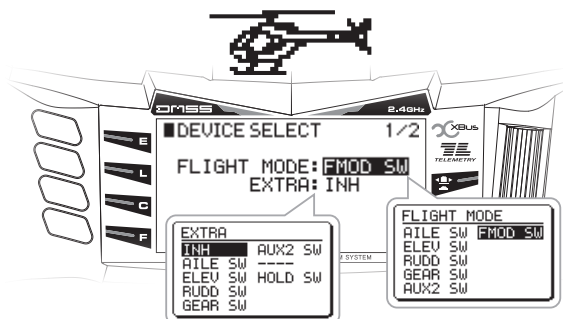 DMSS
2.4GHz
■DEVICE SELECT 1/2
XBus
E
TELEMETRY
FLIGHT MODE:FMOD SW
L
EXTRA:INH
C
F
EXTRA
INH AUX2 SW
AILE SW ----
ELEV SW HOLD SW
RUDD SW
GEAR SW
M SYSTEM
FLIGHT MODE
AILE SW FMOD SW
ELEV SW
RUDD SW
GEAR SW
AUX2 SW